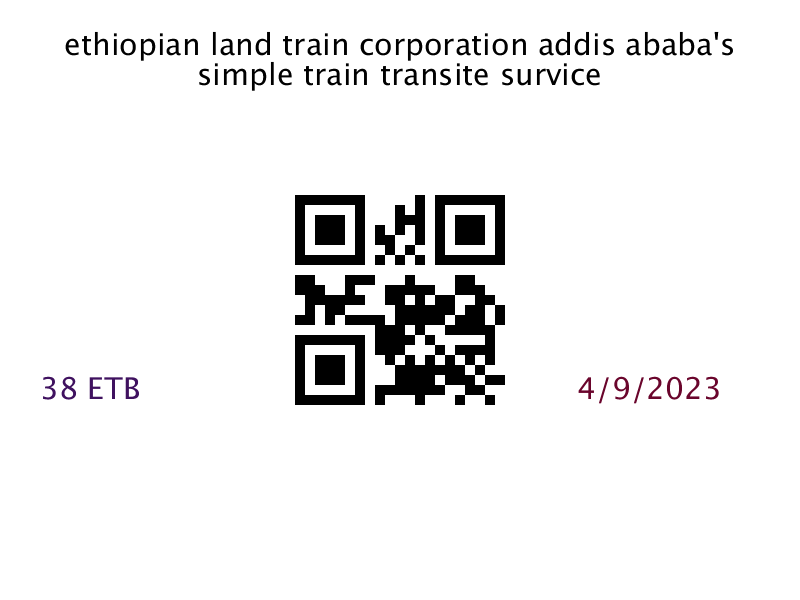 ethiopian land train corporation addis ababa's
simple train transite survice
38 ETB
4/9/2023